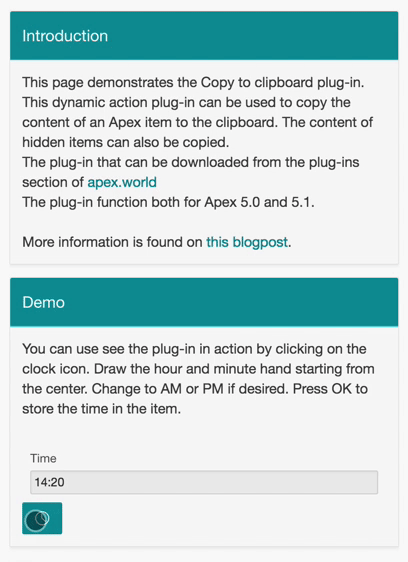 Introduction
This page demonstrates the Copy to clipboard plug-in.
This dynamic action plug-in can be used to copy the
content of an Apex item to the clipboard. The content of
hidden items can also be copied.
The plug-in that can be downloaded from the plug-ins
section of apex.world
The plug-in function both for Apex 5.0 and 5.1.
More information is found on this blogpost.
Demo
You can use see the plug-in in action by clicking on the
clock icon. Draw the hour and minute hand starting from
the center. Change to AM or PM if desired. Press OK to
store the time in the item.
Time
14:20